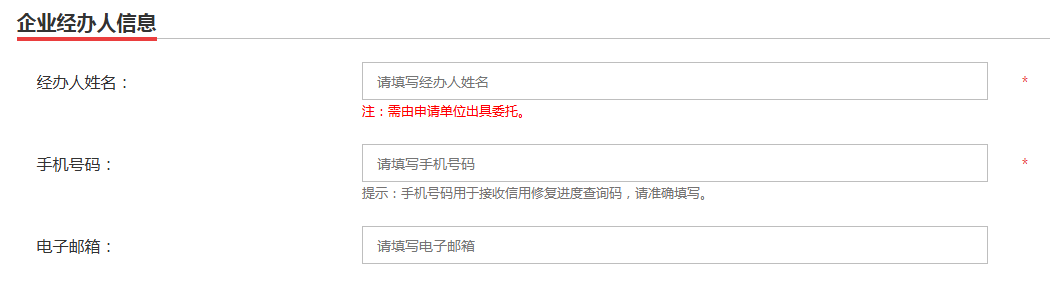 企业经办人信息
经办人姓名：
请填写经办人姓名
*
注：需由申请单位出具委托。
手机号码：
请填写手机号码
*
提示：手机号码用于接收信用修复进度查询码，请准确填写。
电子邮箱：
请填写电子邮箱